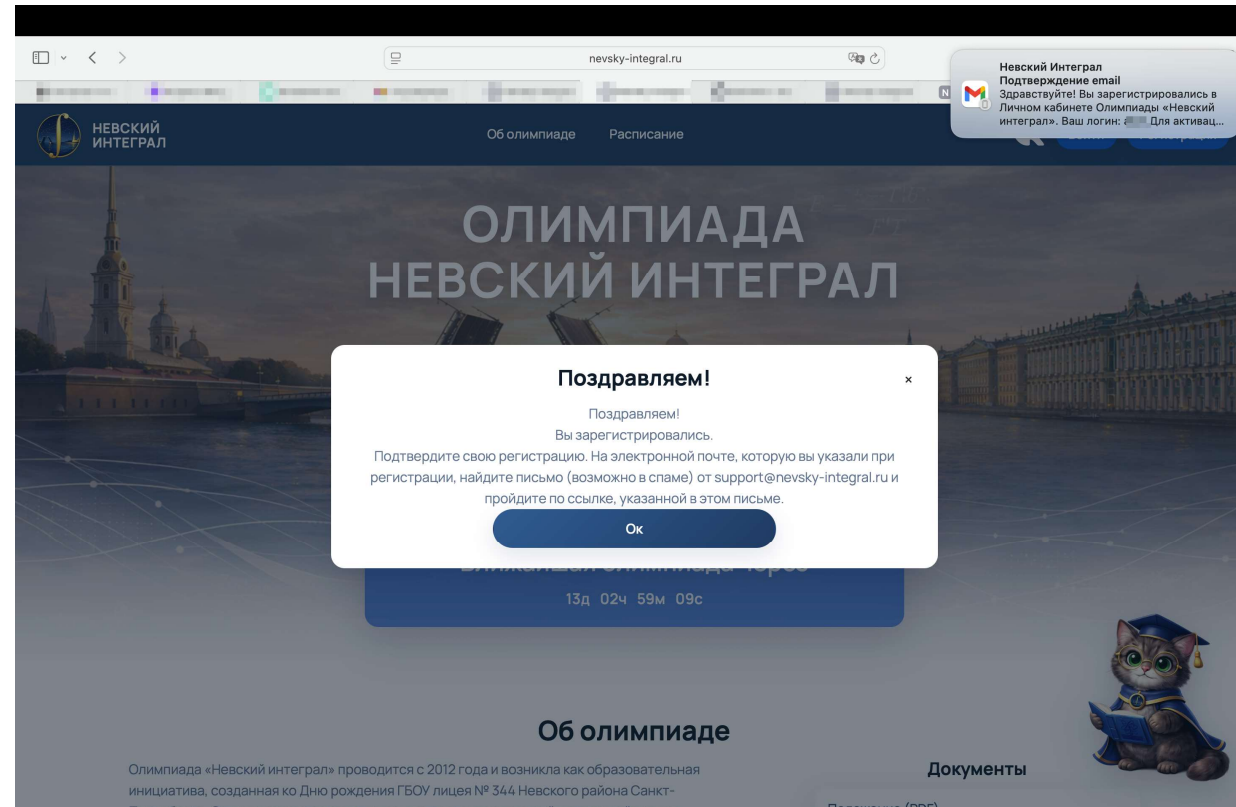 nevsky-integral.ru
Невский Интеграл
Подтверждение email
Здравствуйте! Вы зарегистрировались в
Личном кабинете Олимпиады «Невский
интеграл». Ваш логин: Для активац...
N
НЕВСКИЙ
ИНТЕГРАЛ
Об олимпиаде
Расписание
ОЛИМПИАДА
НЕВСКИЙ ИНТЕГРАЛ
Поздравляем!
×
Поздравляем!
Вы зарегистрировались.
Подтвердите свою регистрацию. На электронной почте, которую вы указали при
регистрации, найдите письмо (возможно в спаме) от support@nevsky-integral.ru и
пройдите по ссылке, указанной в этом письме.
Ок
Ближайшая олимпиада через
13д 02ч 59м 09с
Об олимпиаде
Олимпиада «Невский интеграл» проводится с 2012 года и возникла как образовательная
инициатива, созданная ко Дню рождения ГБОУ лицея № 344 Невского района Санкт-
Документы